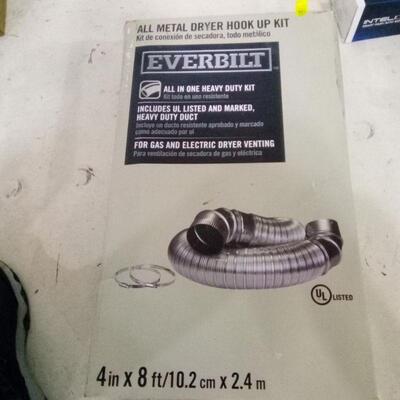 ALL METAL DRYER HOOK UP KIT
Kit de conexión de secadora, todo metálico
EVERBILT
ALL IN ONE HEAVY DUTY KIT
Kit todo en uno resistente
INCLUDES UL LISTED AND MARKED,
HEAVY DUTY DUCT
Incluye un ducto resistente aprobado y marcado
como adecuado por ul
FOR GAS AND ELECTRIC DRYER VENTING
Para ventilación de secadora de gas y eléctrica
UL LISTED
4 in x 8 ft/10.2 cm x 2.4 m